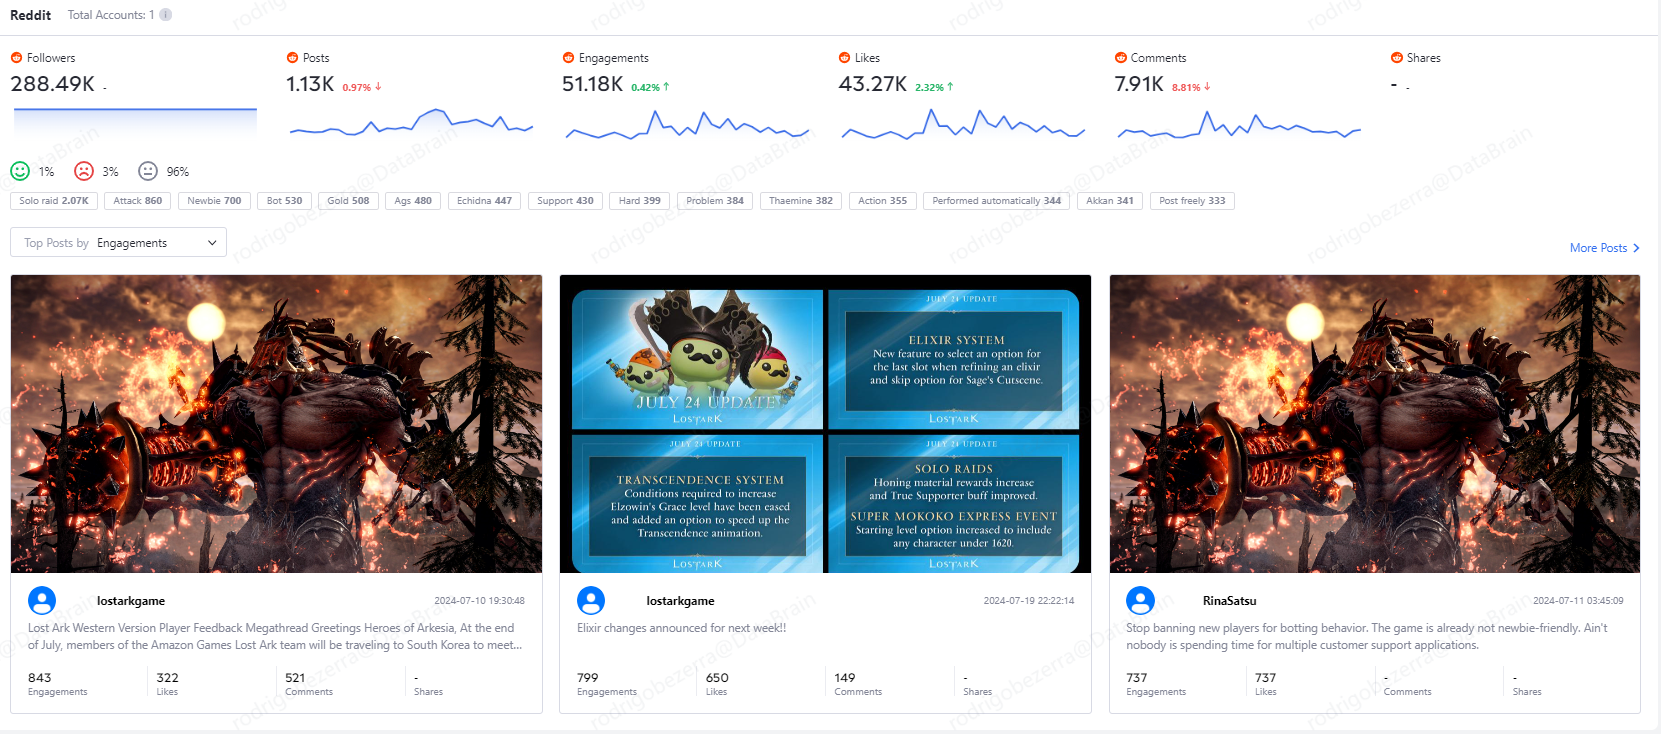 Reddit Total Accounts: 1
Followers Posts Engagements Likes Comments Shares
288.49K - 1.13K 0.97% ↓ 51.18K 0.42% ↑ 43.27K 2.32% ↑ 7.91K 8.81% ↓ - -
1% 3% 96%
Solo raid 2.07K Attack 860 Newbie 700 Bot 530 Gold 508 Ags 480 Echidna 447 Support 430 Hard 399 Problem 384 Thaemine 382 Action 355 Performed automatically 344 Akkan 341 Post freely 333
Top Posts by Engagements
More Posts
JULY 24 UPDATE
LOSTARK
JULY 24 UPDATE
ELIXIR SYSTEM
New feature to select an option for
the last slot when refining an elixir
and skip option for Sage's Cutscene.
LOSTARK
JULY 24 UPDATE
TRANSCENDENCE SYSTEM
Conditions required to increase
Elzowin's Grace level have been eased
and added an option to speed up the
Transcendence animation.
LOSTARK
JULY 24 UPDATE
SOLO RAIDS
Honing material rewards increase
and True Supporter buff improved.
SUPER MOKOKO EXPRESS EVENT
Starting level option increased to include
any character under 1620.
LOSTARK
lostarkgame 2024-07-10 19:30:48
Lost Ark Western Version Player Feedback Megathread Greetings Heroes of Arkesia, At the end
of July, members of the Amazon Games Lost Ark team will be traveling to South Korea to meet...
843 322 521 -
Engagements Likes Comments Shares
lostarkgame 2024-07-19 22:22:14
Elixir changes announced for next week!!
799 650 149 -
Engagements Likes Comments Shares
RinaSatsu 2024-07-11 03:45:09
Stop banning new players for botting behavior. The game is already not newbie-friendly. Ain't
nobody is spending time for multiple customer support applications.
737 737 - -
Engagements Likes Comments Shares
rodrigobezerra@DataBrain